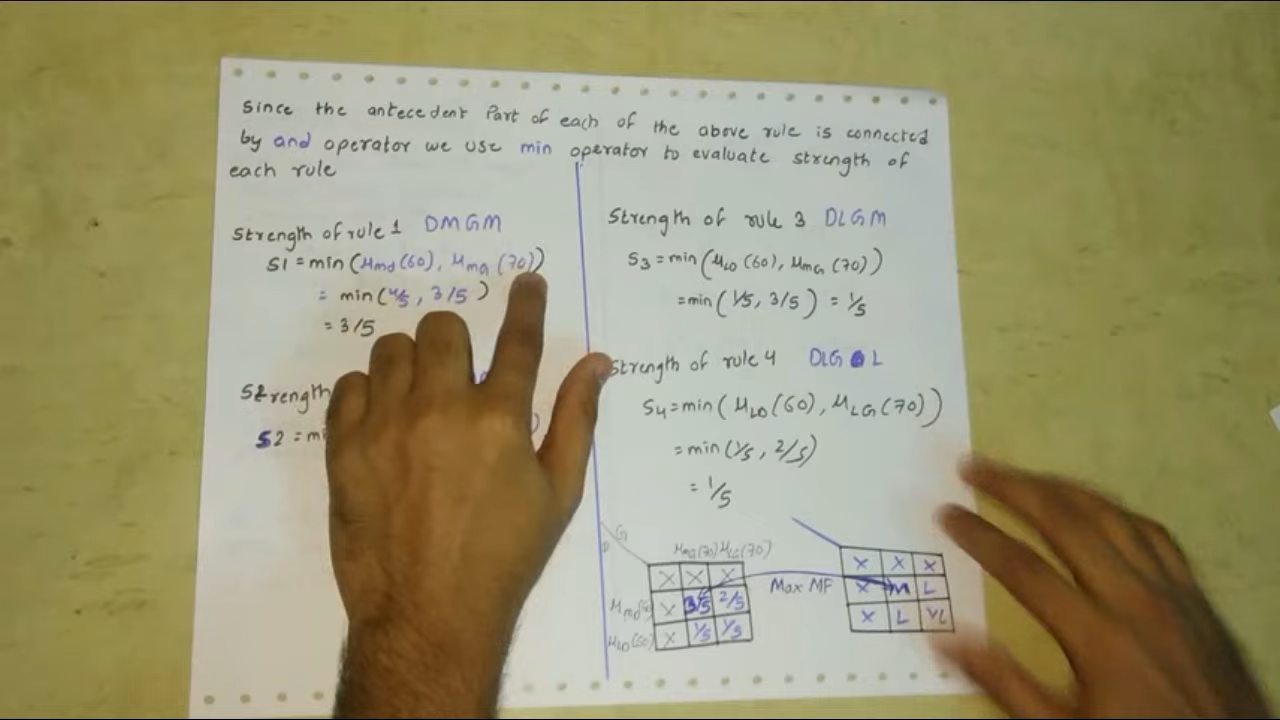 Since the antecedent Part of each of the above rule is connected
by and operator we use min operator to evaluate strength of
each rule
Strength of rule 1 DMGM
S1 = min (μmd(60), μmG(70))
= min(4/5, 3/5)
= 3/5
S2 = mi
Strength of rule 3 DLGM
S3 = min(μLD(60), μmG(70))
= min(1/5, 3/5) = 1/5
Strength of rule 4 DLG L
S4 = min(μLD(60), μLG(70))
= min(1/5, 2/5)
= 1/5
G
D
μmG(70) μLG(70)
X X X
X 3/5 2/5
μLD(60) X 1/5 1/5
Max MF
X X X
X M L
X L VL